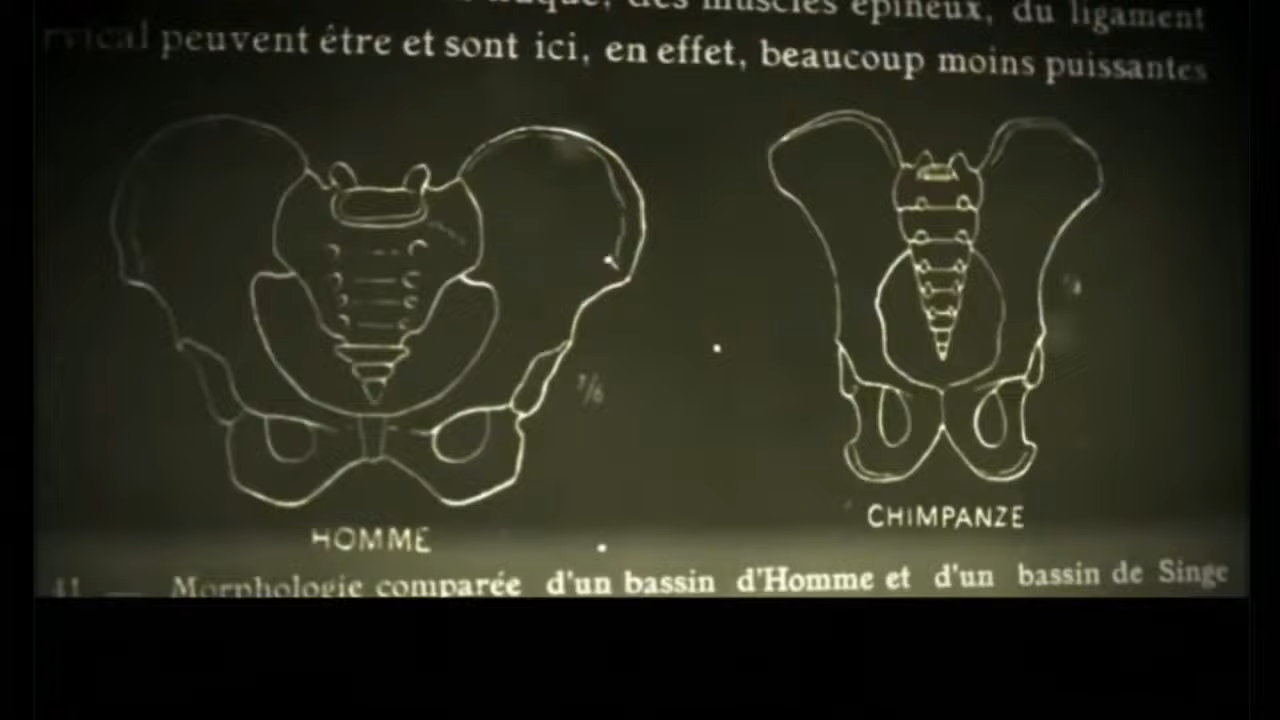 des muscles épineux, du ligament
peuvent être et sont ici, en effet, beaucoup moins puissantes
HOMME
CHIMPANZE
41 — Morphologie comparée d'un bassin d'Homme et d'un bassin de Singe